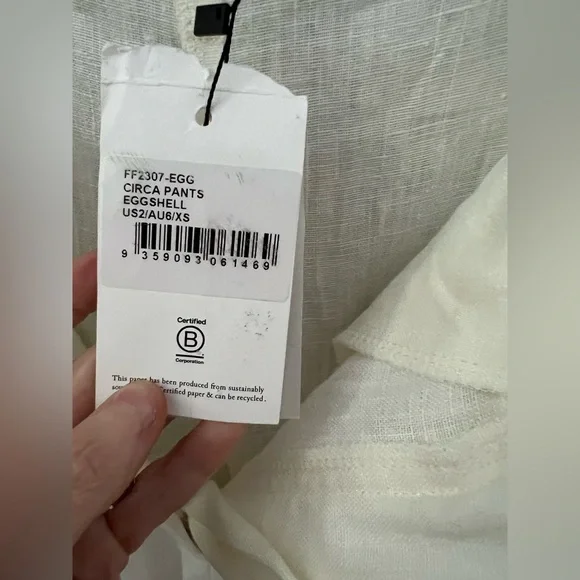 FF2307-EGG
CIRCA PANTS
EGGSHELL
US2/AU6/XS
9 359093 061469
Certified
B
Corporation
This paper has been produced from sustainably
certified paper & can be recycled.